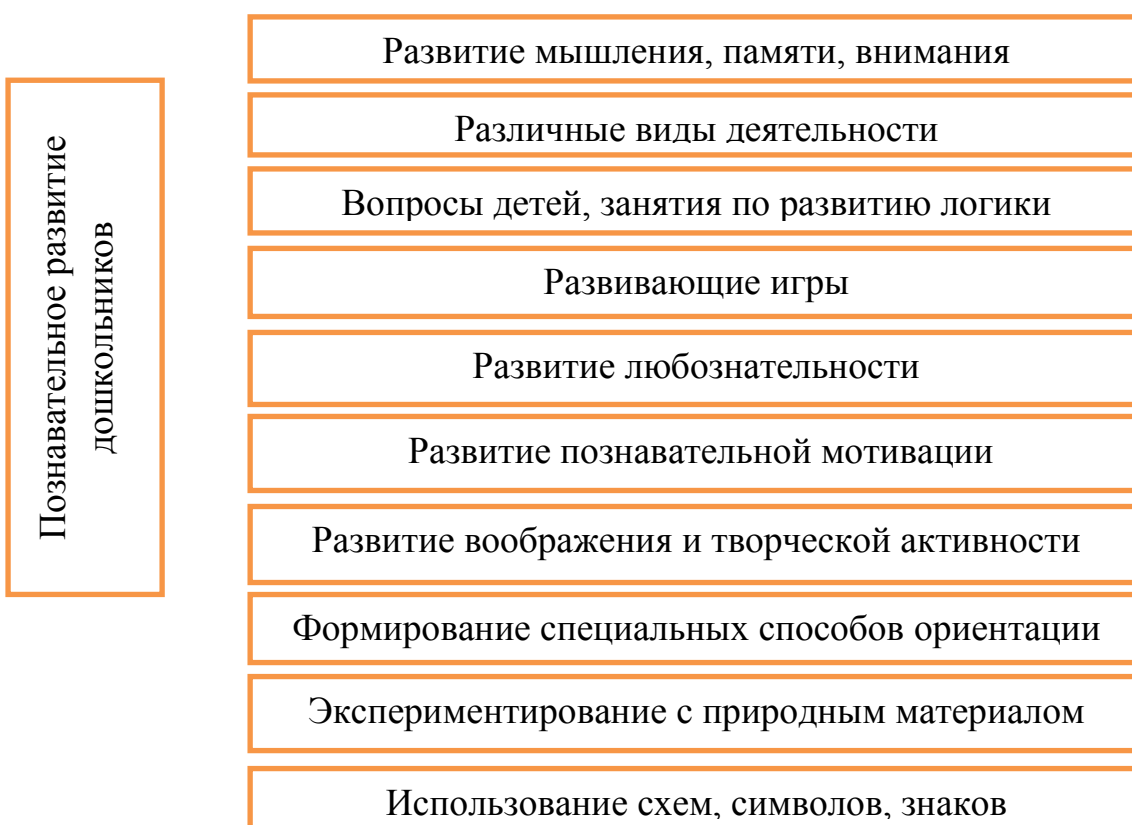 Познавательное развитие
дошкольников
Развитие мышления, памяти, внимания
Различные виды деятельности
Вопросы детей, занятия по развитию логики
Развивающие игры
Развитие любознательности
Развитие познавательной мотивации
Развитие воображения и творческой активности
Формирование специальных способов ориентации
Экспериментирование с природным материалом
Использование схем, символов, знаков